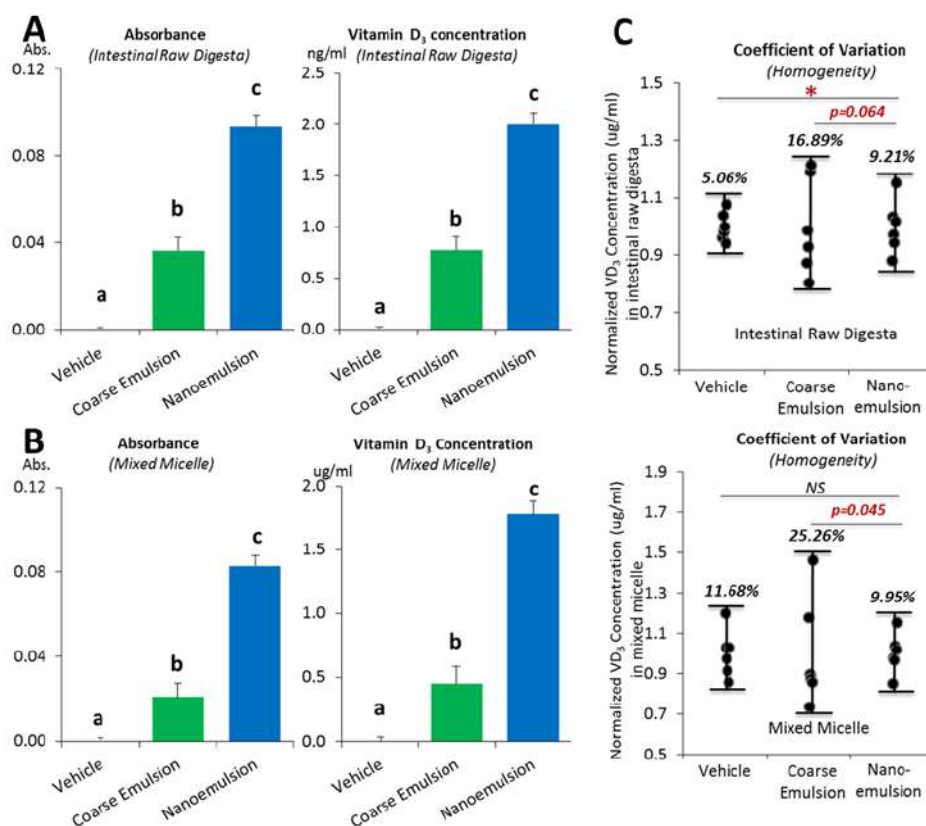 A
Absorbance
(Intestinal Raw Digesta)
Abs.
0.12
0.08
0.04
0.00
a
b
c
Vehicle
Coarse Emulsion
Nanoemulsion
Vitamin D3 concentration
(Intestinal Raw Digesta)
ng/ml
2.5
2.0
1.5
1.0
0.5
0.0
a
b
c
Vehicle
Coarse Emulsion
Nanoemulsion
B
Absorbance
(Mixed Micelle)
Abs.
0.12
0.08
0.04
0.00
a
b
c
Vehicle
Coarse Emulsion
Nanoemulsion
Vitamin D3 Concentration
(Mixed Micelle)
ug/ml
2.0
1.5
1.0
0.5
0.0
a
b
c
Vehicle
Coarse Emulsion
Nanoemulsion
C
Coefficient of Variation
(Homogeneity)
*
p=0.064
16.89%
9.21%
5.06%
Normalized VD3 Concentration (ug/ml)
in intestinal raw digesta
1.5
1.3
1.1
0.9
0.7
0.5
Intestinal Raw Digesta
Vehicle
Coarse
Emulsion
Nano-
emulsion
Coefficient of Variation
(Homogeneity)
NS
p=0.045
25.26%
11.68%
9.95%
Normalized VD3 Concentration (ug/ml)
in mixed micelle
1.9
1.7
1.5
1.3
1.1
0.9
0.7
0.5
Mixed Micelle
Vehicle
Coarse
Emulsion
Nano-
emulsion